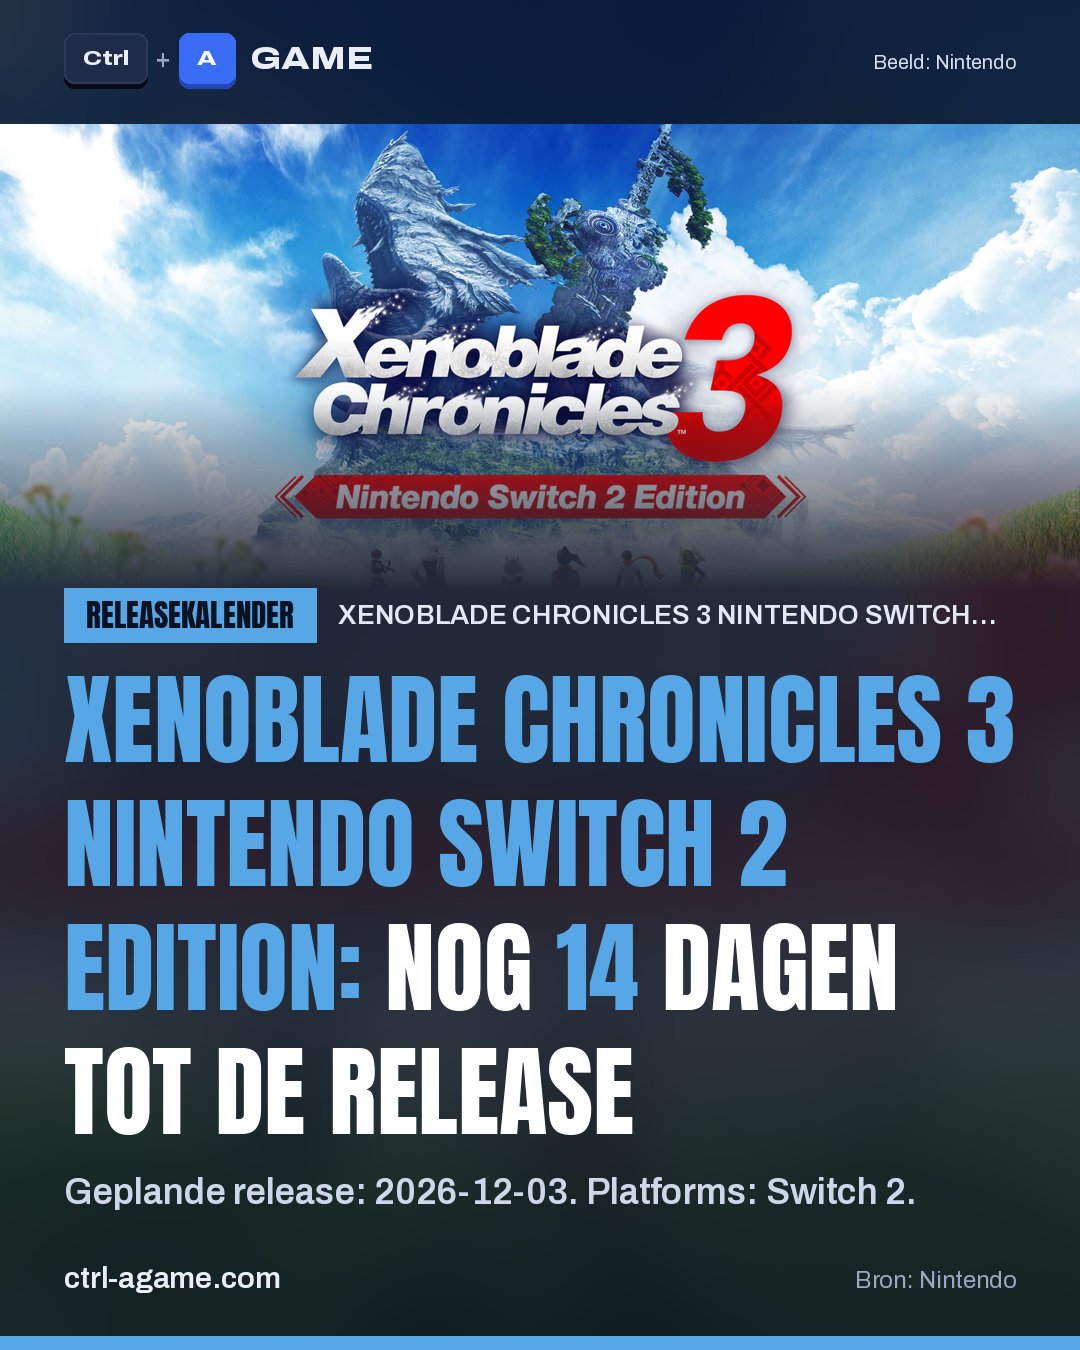 Ctrl + A GAME
Beeld: Nintendo
Xenoblade
Chronicles 3
™
Nintendo Switch 2 Edition
RELEASEKALENDER
XENOBLADE CHRONICLES 3 NINTENDO SWITCH...
XENOBLADE CHRONICLES 3
NINTENDO SWITCH 2
EDITION: NOG 14 DAGEN
TOT DE RELEASE
Geplande release: 2026-12-03. Platforms: Switch 2.
ctrl-agame.com
Bron: Nintendo